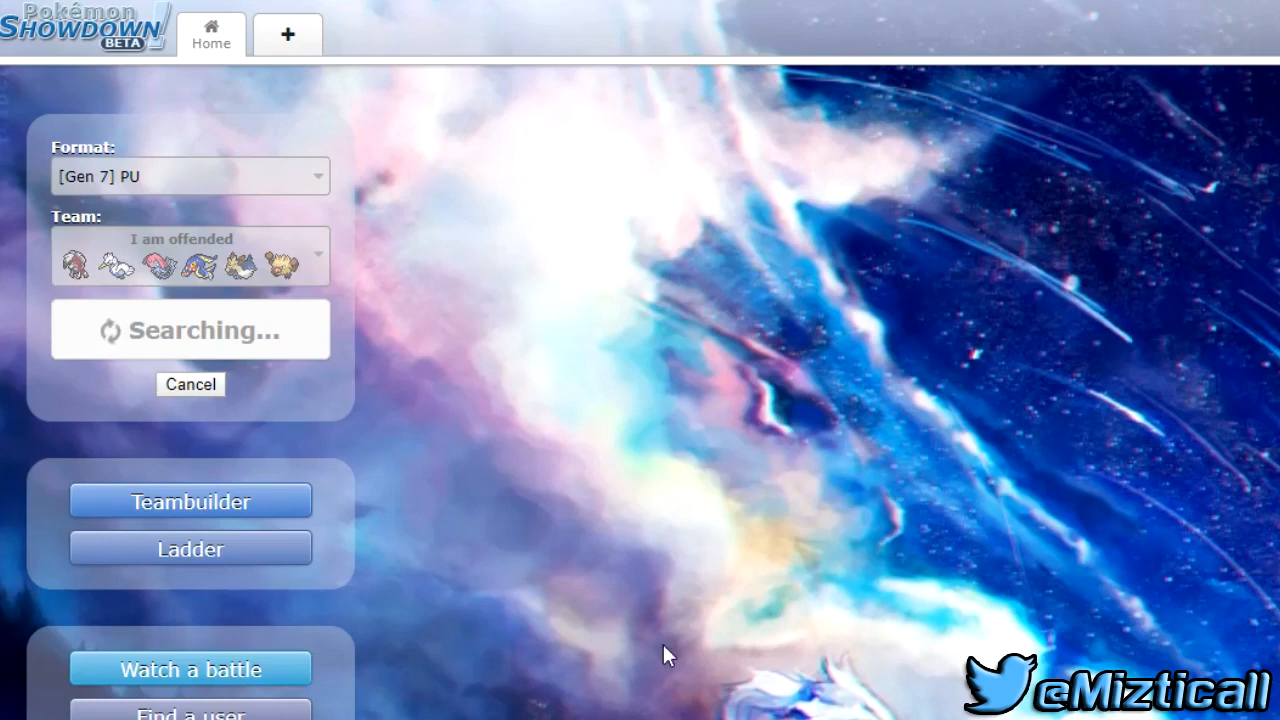 Pokémon
SHOWDOWN!
BETA
Home
+
Format:
[Gen 7] PU
Team:
I am offended
Searching...
Cancel
Teambuilder
Ladder
Watch a battle
Find a user
@Mizticall